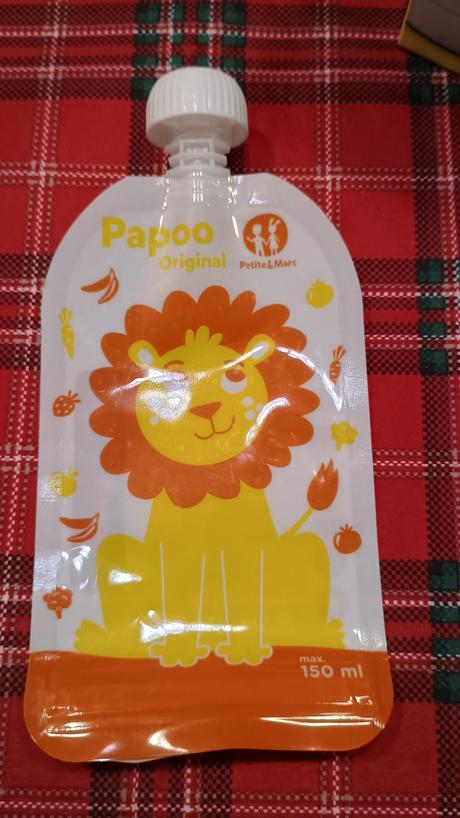 Papoo
Original
Petite&Mars
max.
150 ml